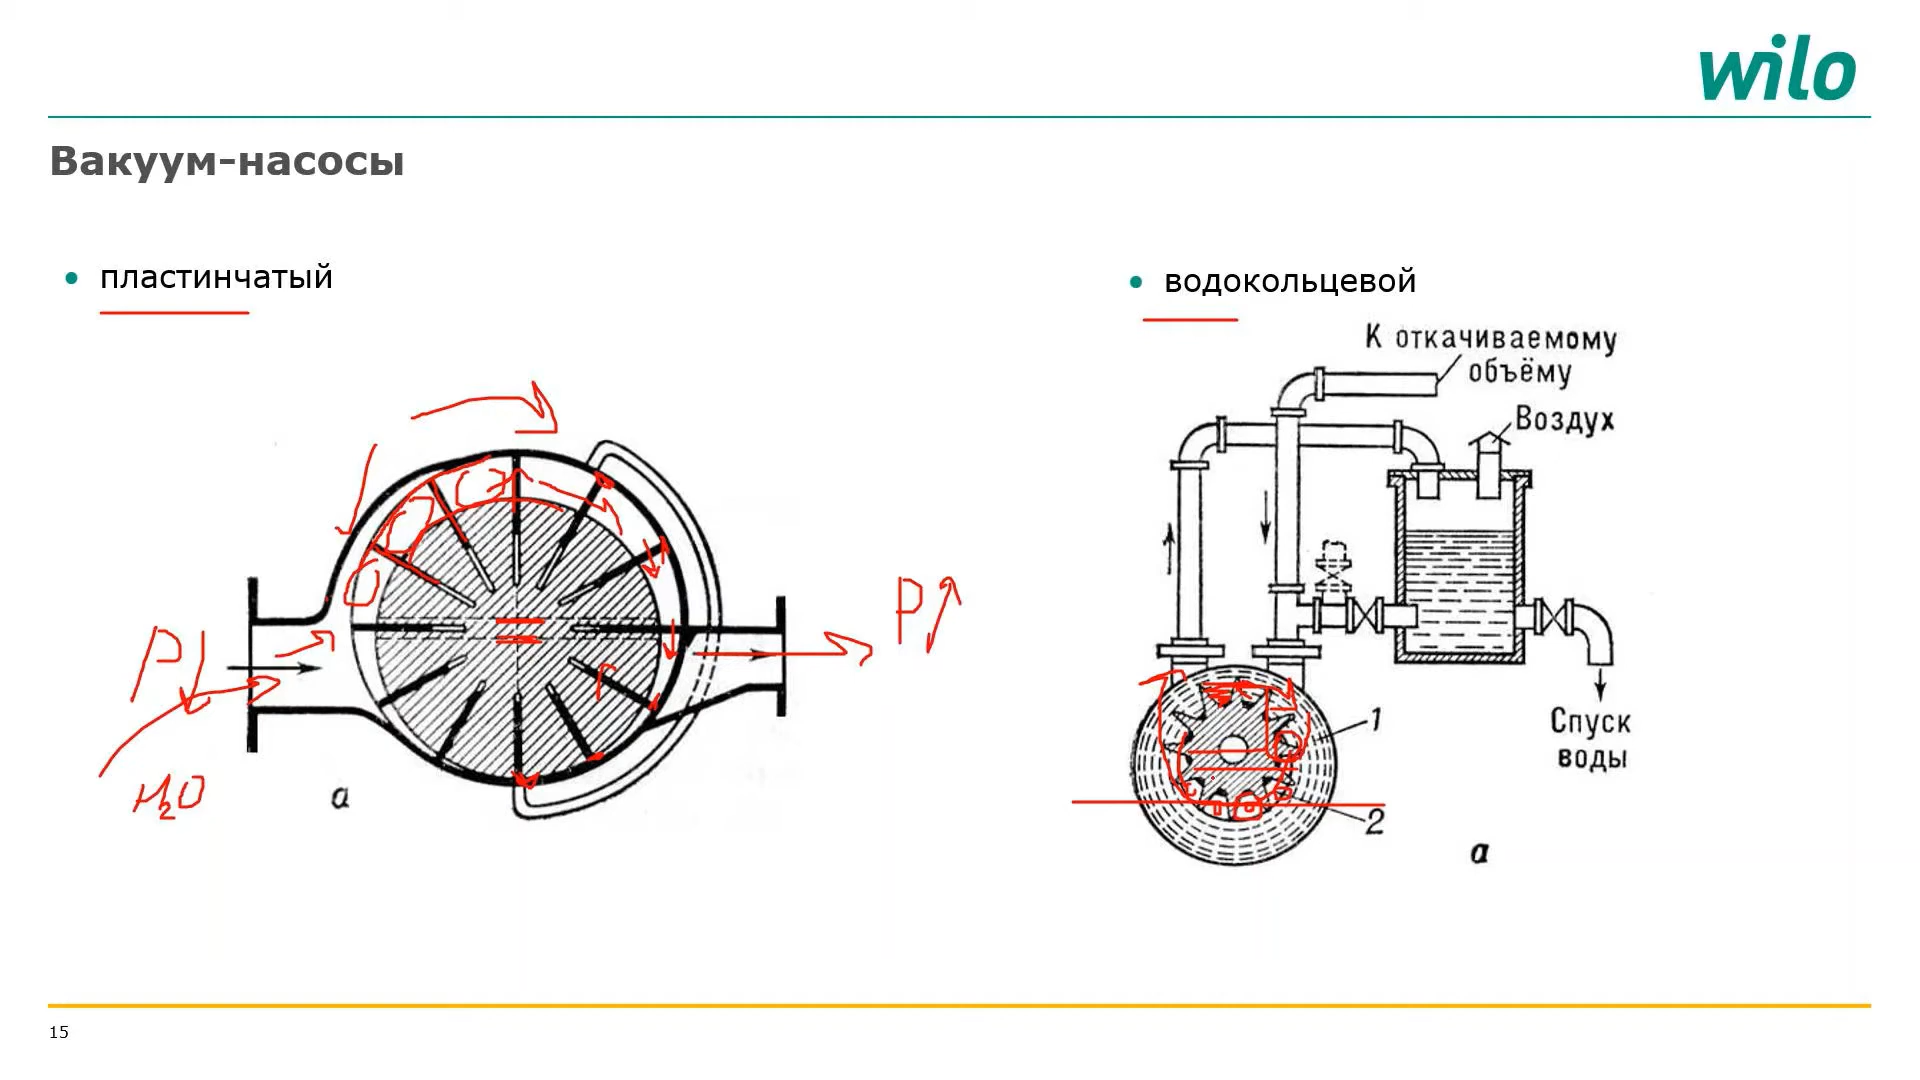 wilo
Вакуум-насосы
пластинчатый
водокольцевой
К откачиваемому
объёму
Воздух
P↓
H₂O
P↑
1
2
Спуск
воды
а
а
15